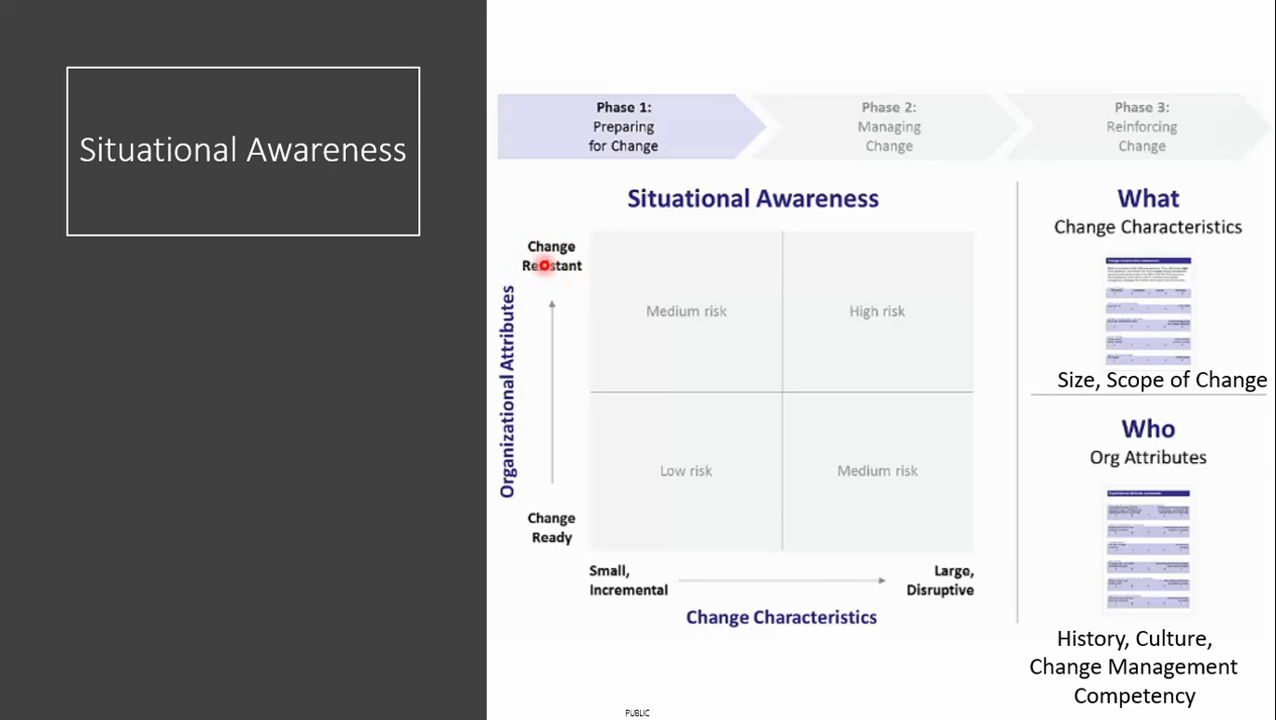 Situational Awareness
Phase 1:
Preparing
for Change
Phase 2:
Managing
Change
Phase 3:
Reinforcing
Change
Situational Awareness
Change
Organizational Attributes
Medium risk
High risk
Low risk
Medium risk
Change
Ready
Small,
Incremental
Large,
Disruptive
Change Characteristics
What
Change Characteristics
Size, Scope of Change
Who
Org Attributes
History, Culture,
Change Management
Competency
PUBLIC